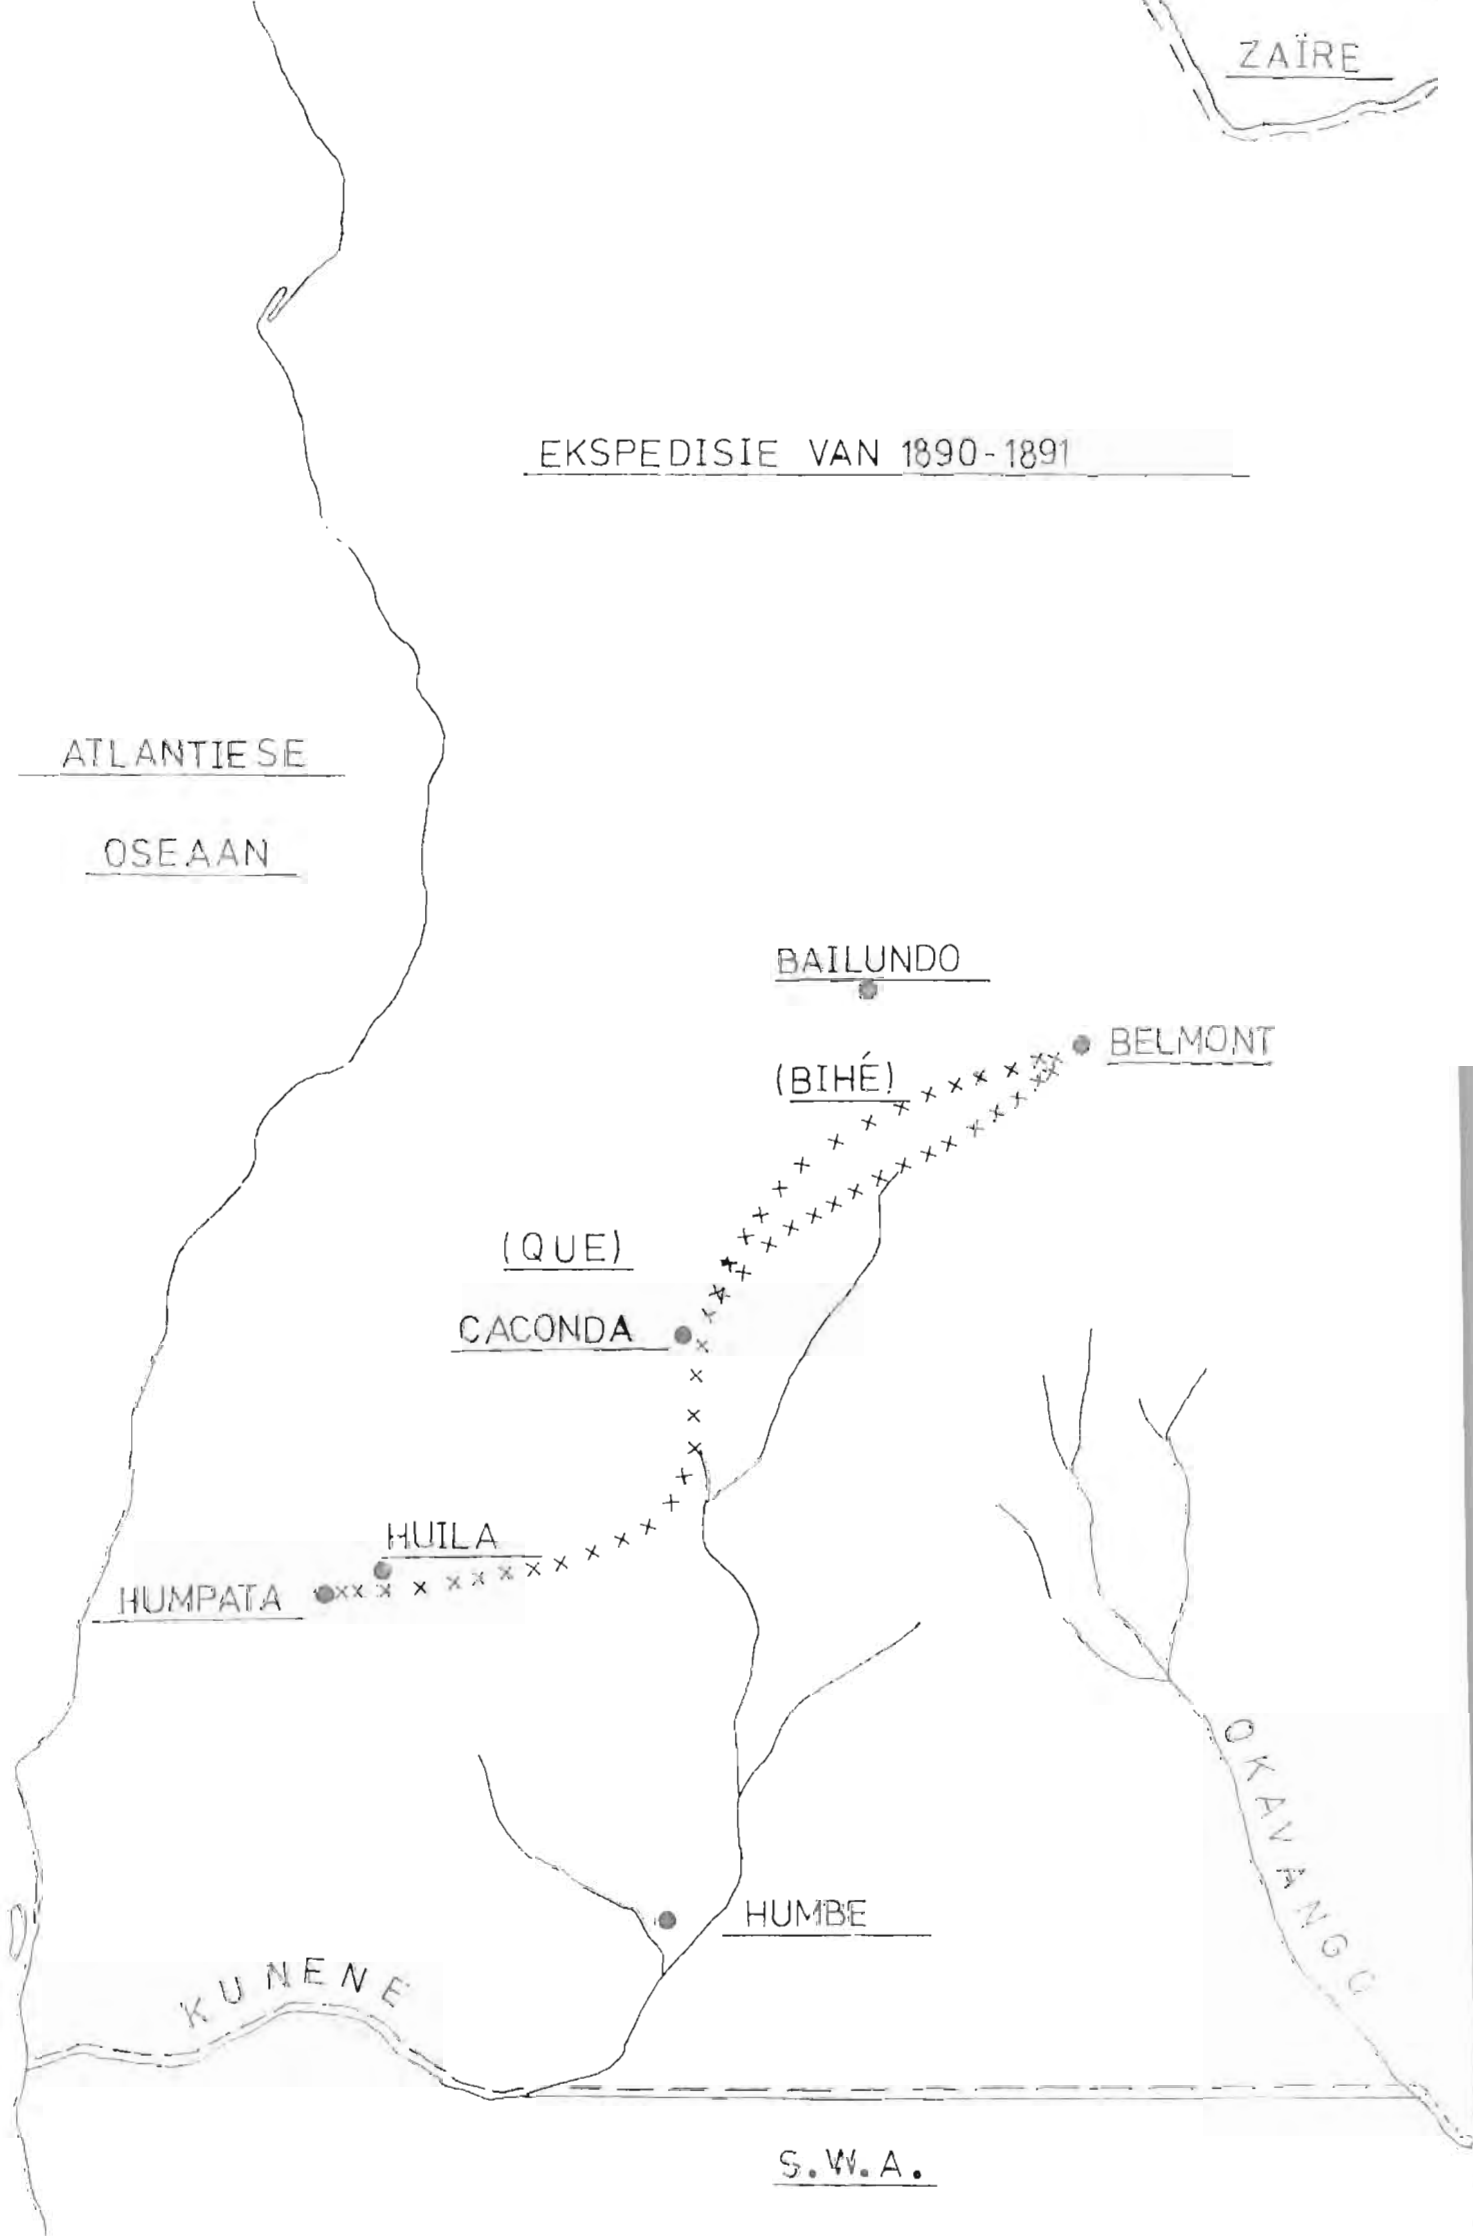 ZAÏRE
EKSPEDISIE VAN 1890-1891
ATLANTIESE
OSEAAN
BAILUNDO
BELMONT
(BIHÉ)
(QUE)
CACONDA
HUILA
HUMPATA
OKAVANGO
HUMBE
KUNENE
S.W.A.